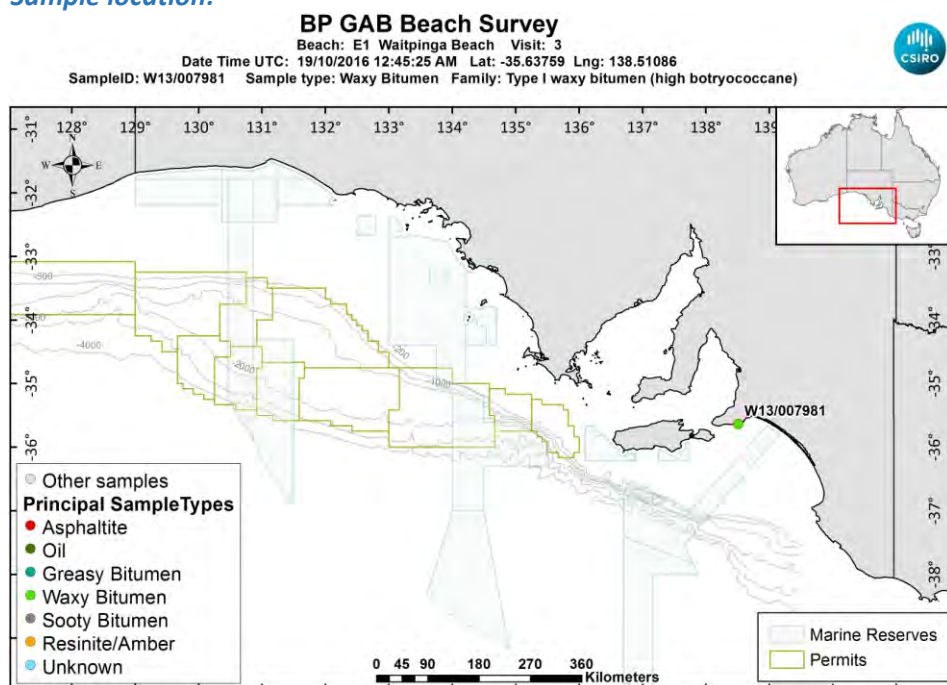 Sample location:
BP GAB Beach Survey
Beach: E1 Waitpinga Beach Visit: 3
Date Time UTC: 19/10/2016 12:45:25 AM Lat: -35.63759 Lng: 138.51086
SampleID: W13/007981 Sample type: Waxy Bitumen Family: Type I waxy bitumen (high botryococcane)
CSIRO
128° 129° 130° 131° 132° 133° 134° 135° 136° 137° 138° 139
-31° -31°
N
W E
S
-32°
-33° -33°
-34° -34°
-35° -35°
-36° -36°
-37°
-38°
-200
-1000
-2000
-4000
W13/007981
Other samples
Principal SampleTypes
Asphaltite
Oil
Greasy Bitumen
Waxy Bitumen
Sooty Bitumen
Resinite/Amber
Unknown
0 45 90 180 270 360
Kilometers
Marine Reserves
Permits